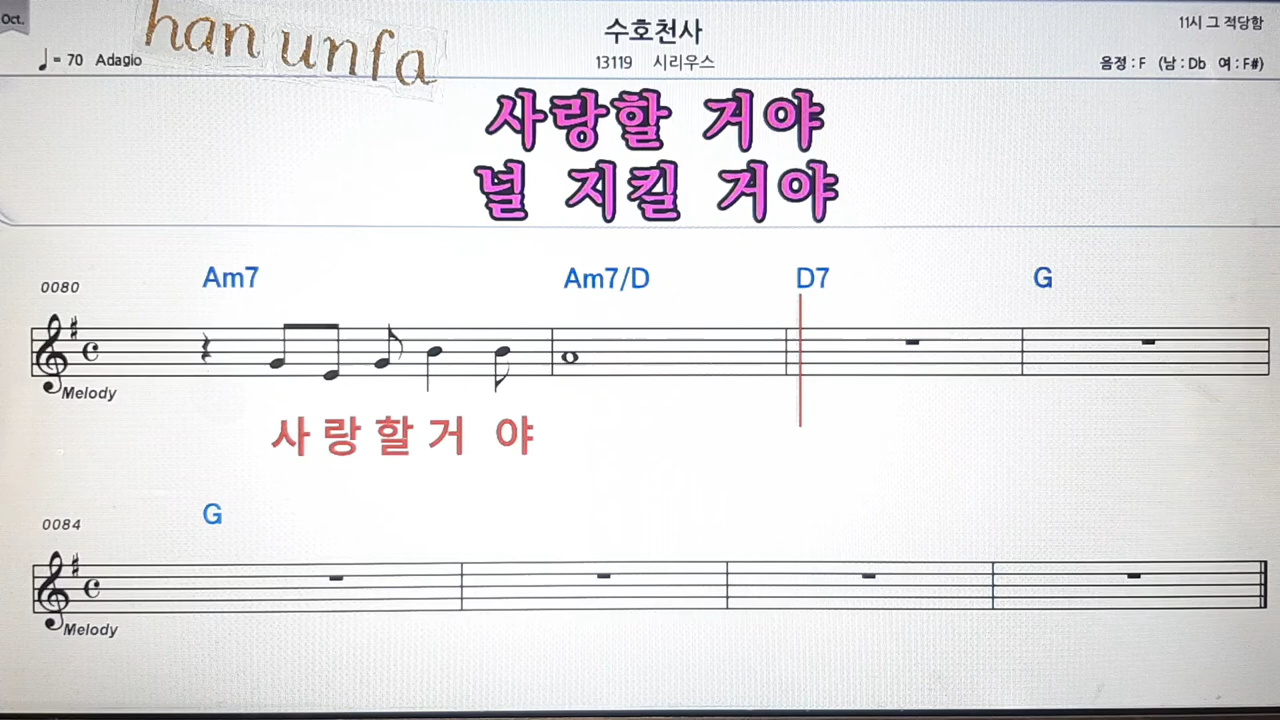 Oct.
han unfa
수호천사
11시 그 적당함
♩= 70 Adagio
13119 시리우스
음정 : F (남 : Db 여 : F#)
사랑할 거야
널 지킬 거야
0080
Am7 Am7/D D7 G
Melody
사 랑 할 거 야
0084
G
Melody